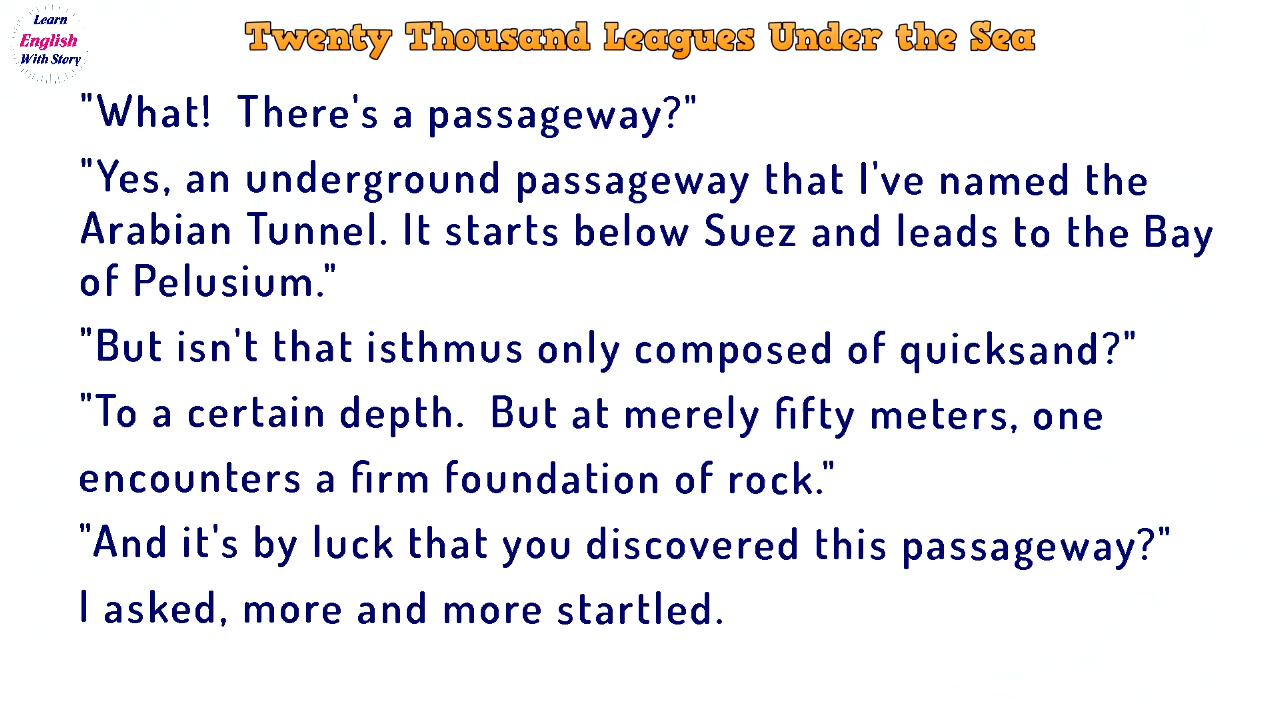 Learn
English
With Story
Twenty Thousand Leagues Under the Sea
"What!  There's a passageway?"
"Yes, an underground passageway that I've named the
Arabian Tunnel. It starts below Suez and leads to the Bay
of Pelusium."
"But isn't that isthmus only composed of quicksand?"
"To a certain depth.  But at merely fifty meters, one
encounters a firm foundation of rock."
"And it's by luck that you discovered this passageway?"
I asked, more and more startled.